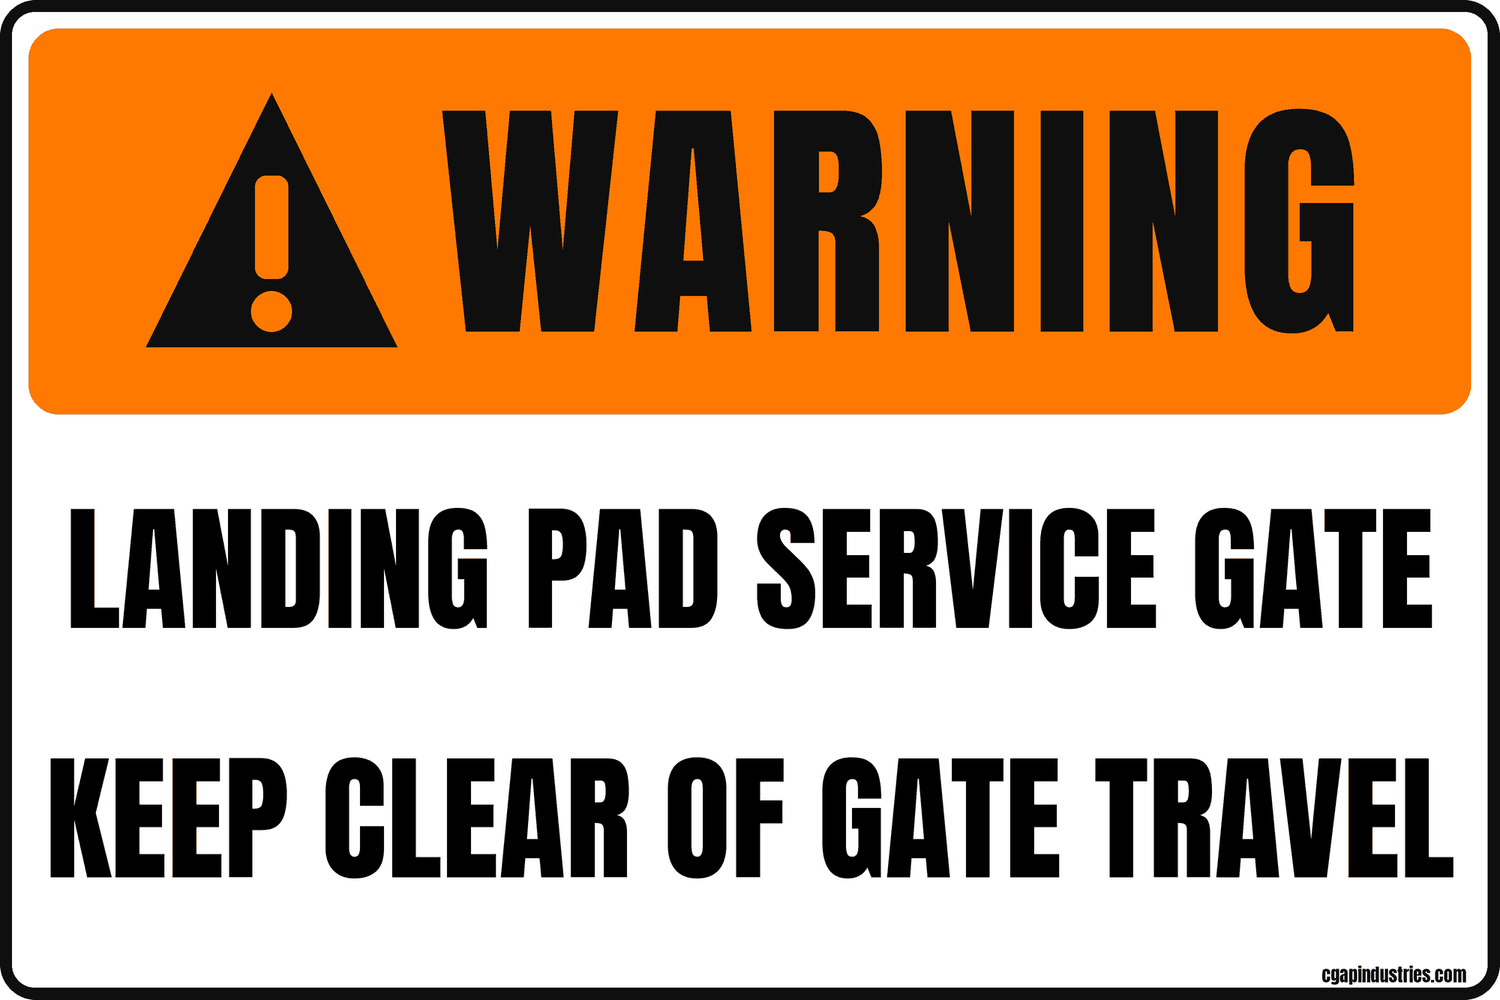 WARNING
LANDING PAD SERVICE GATE
KEEP CLEAR OF GATE TRAVEL
cgapindustries.com